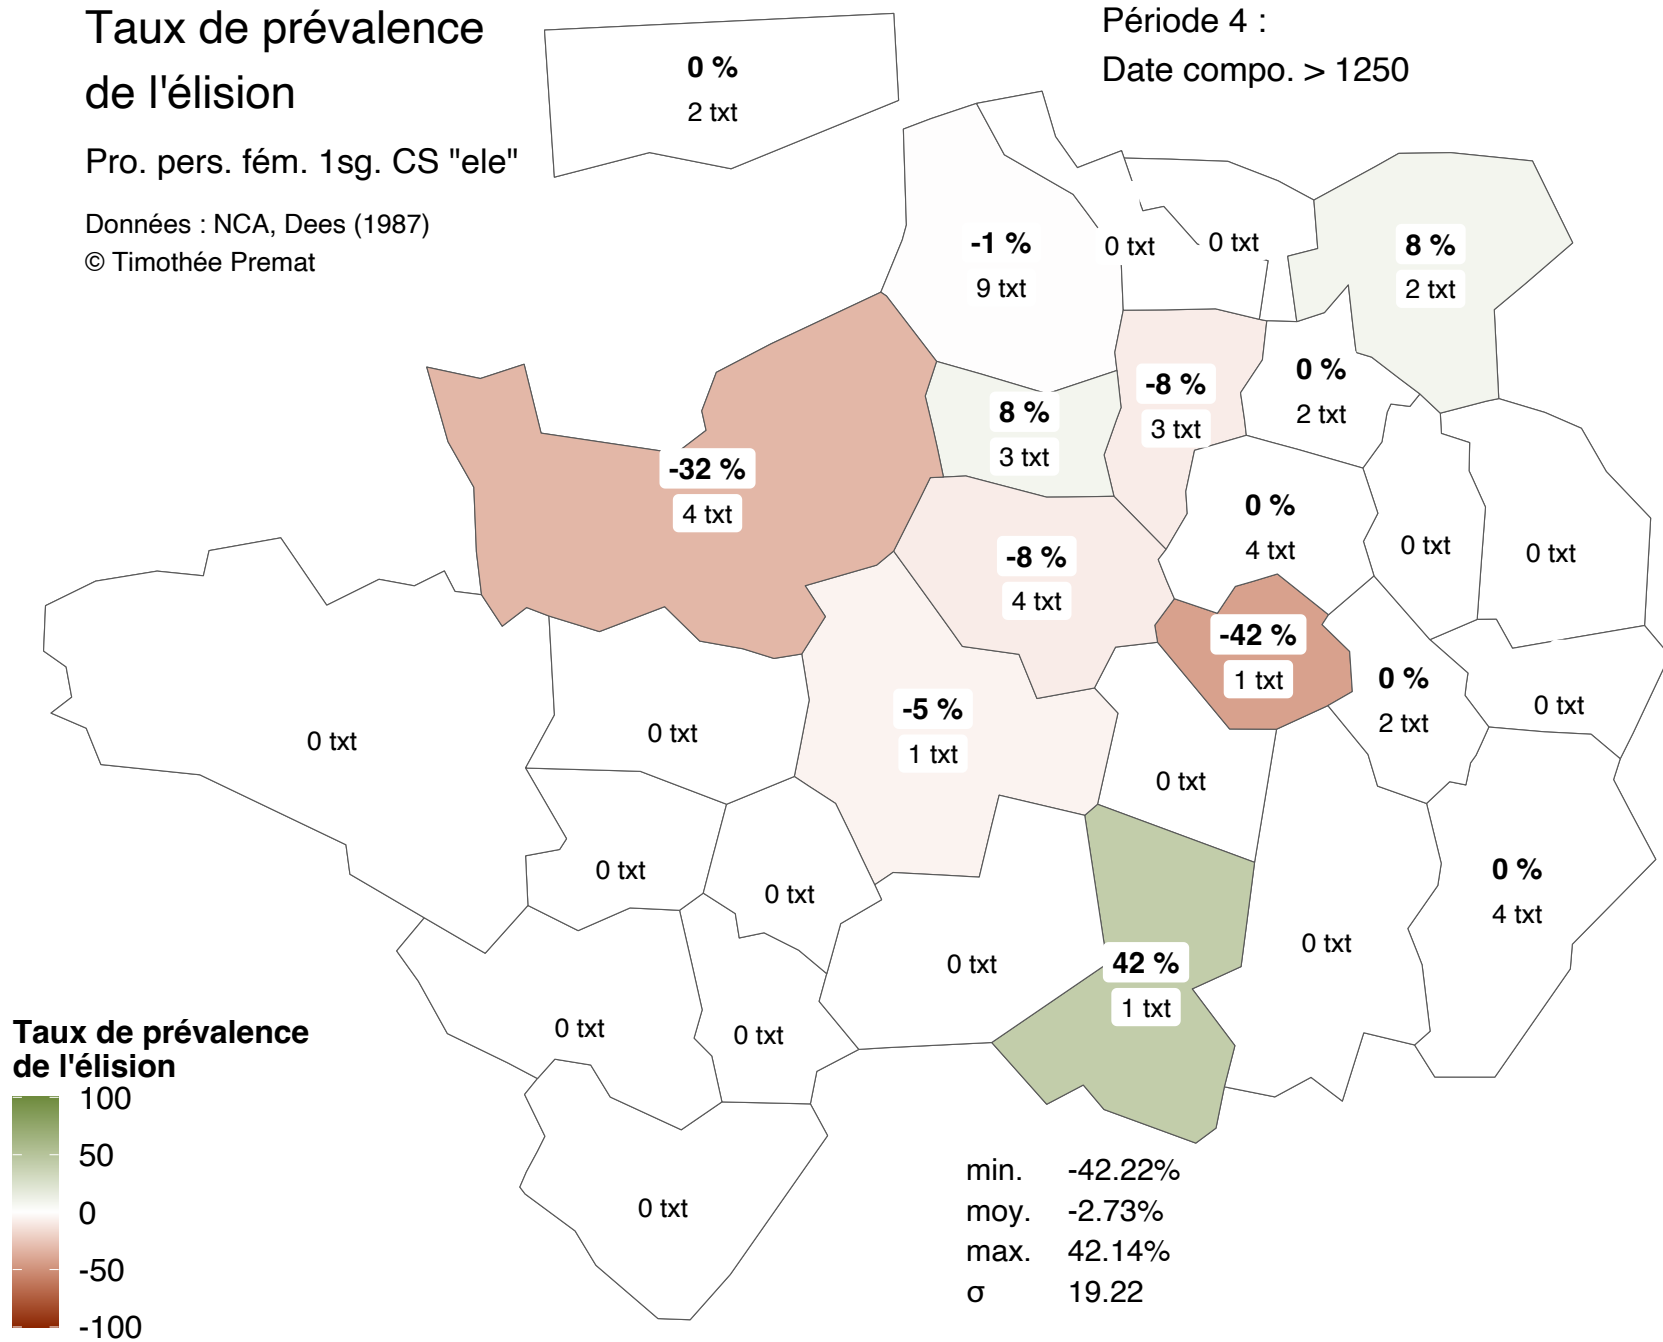 Taux de prévalence
de l'élision
Pro. pers. fém. 1sg. CS "ele"
Données : NCA, Dees (1987)
© Timothée Premat
Période 4 :
Date compo. > 1250
0 %
2 txt
-1 %
9 txt
0 txt
0 txt
8 %
2 txt
-8 %
3 txt
0 %
2 txt
8 %
3 txt
-32 %
4 txt
0 %
4 txt
0 txt
0 txt
-8 %
4 txt
-42 %
1 txt
0 %
2 txt
0 txt
-5 %
1 txt
0 txt
0 txt
0 txt
0 txt
0 txt
0 %
4 txt
0 txt
0 txt
42 %
1 txt
0 txt
0 txt
0 txt
0 txt
Taux de prévalence
de l'élision
100
50
0
-50
-100
min. -42.22%
moy. -2.73%
max. 42.14%
σ 19.22